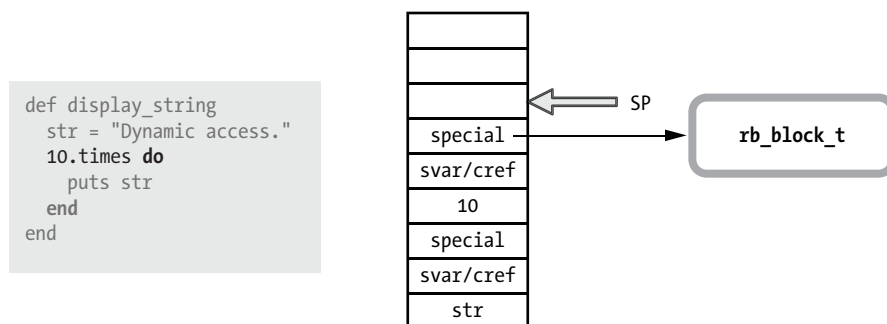 def display_string
  str = "Dynamic access."
  10.times do
    puts str
  end
end
SP
special
rb_block_t
svar/cref
10
special
svar/cref
str